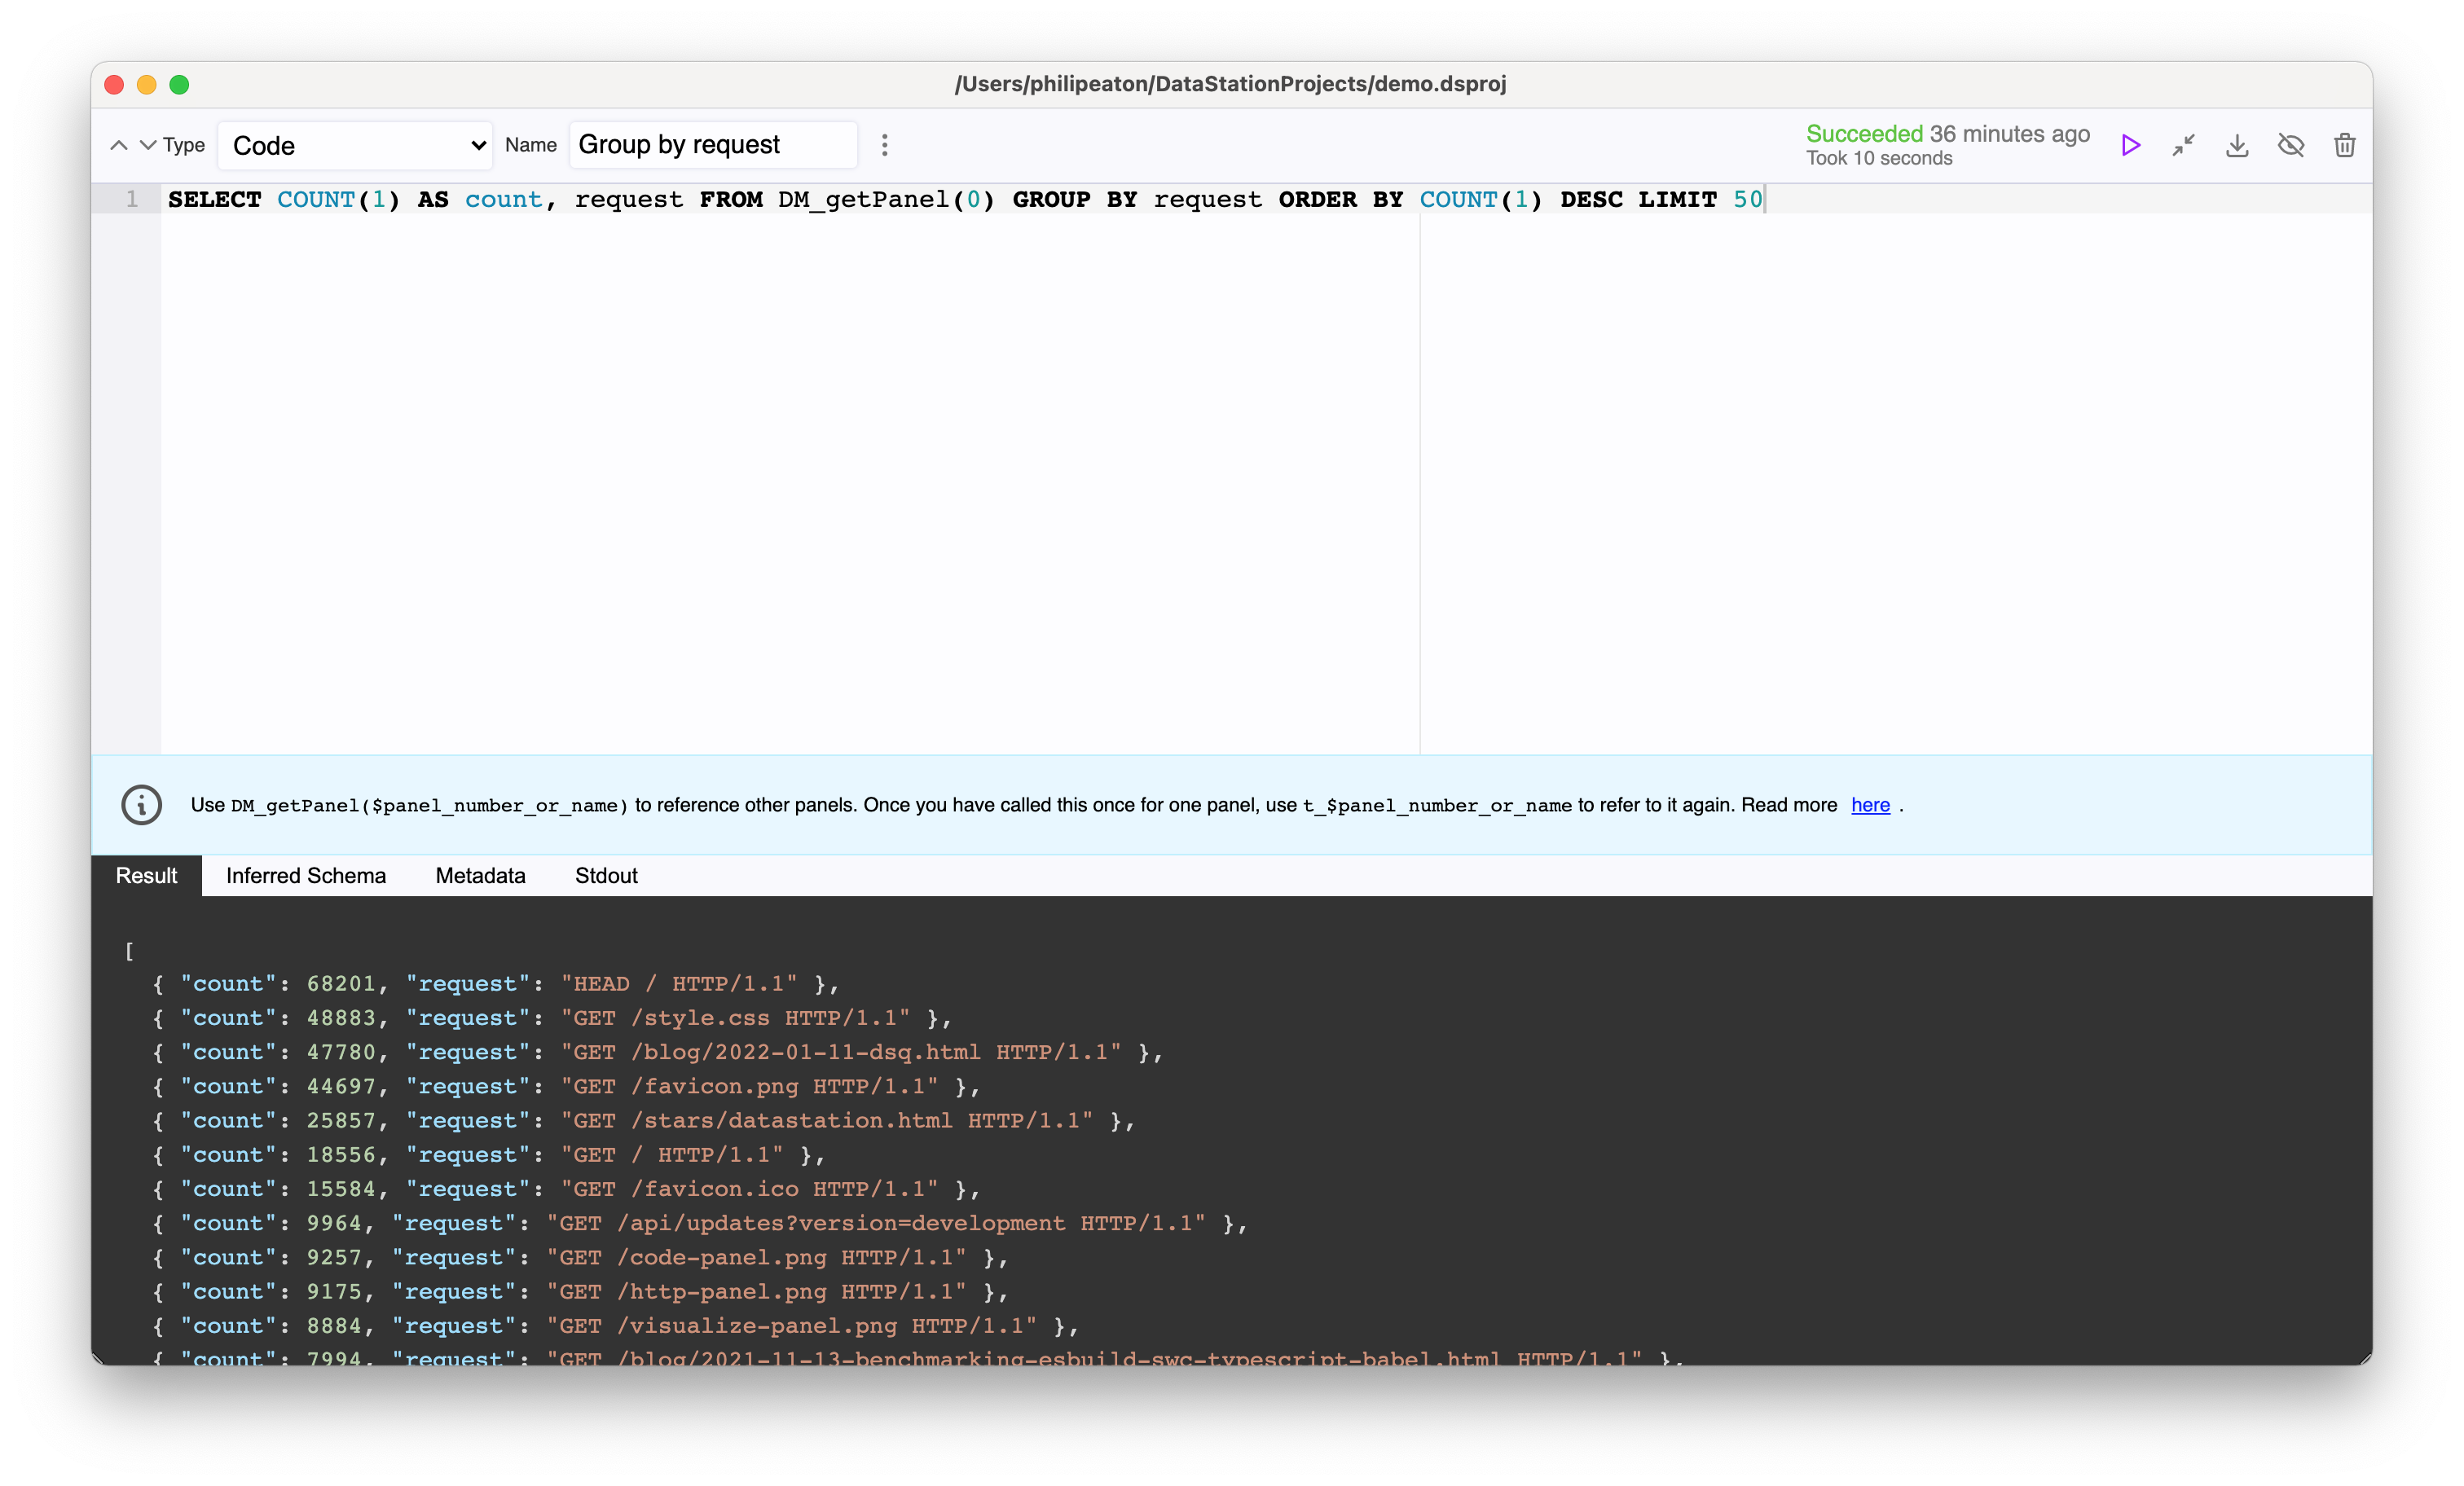 /Users/philipeaton/DataStationProjects/demo.dsproj
Type Code Name Group by request Succeeded 36 minutes ago
Took 10 seconds
1 SELECT COUNT(1) AS count, request FROM DM_getPanel(0) GROUP BY request ORDER BY COUNT(1) DESC LIMIT 50
Use DM_getPanel($panel_number_or_name) to reference other panels. Once you have called this once for one panel, use t_$panel_number_or_name to refer to it again. Read more here .
Result Inferred Schema Metadata Stdout
[
{ "count": 68201, "request": "HEAD / HTTP/1.1" },
{ "count": 48883, "request": "GET /style.css HTTP/1.1" },
{ "count": 47780, "request": "GET /blog/2022-01-11-dsq.html HTTP/1.1" },
{ "count": 44697, "request": "GET /favicon.png HTTP/1.1" },
{ "count": 25857, "request": "GET /stars/datastation.html HTTP/1.1" },
{ "count": 18556, "request": "GET / HTTP/1.1" },
{ "count": 15584, "request": "GET /favicon.ico HTTP/1.1" },
{ "count": 9964, "request": "GET /api/updates?version=development HTTP/1.1" },
{ "count": 9257, "request": "GET /code-panel.png HTTP/1.1" },
{ "count": 9175, "request": "GET /http-panel.png HTTP/1.1" },
{ "count": 8884, "request": "GET /visualize-panel.png HTTP/1.1" },
{ "count": 7994, "request": "GET /blog/2021-11-13-benchmarking-esbuild-swc-typescript-babel.html HTTP/1.1" },